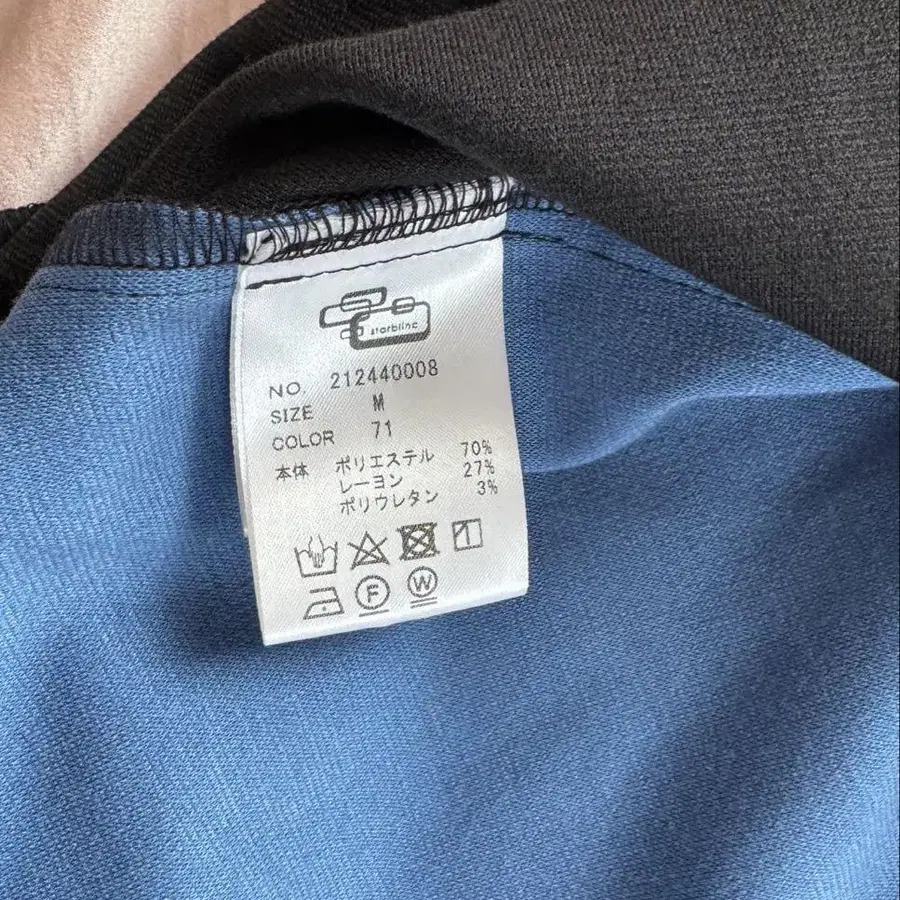 starblinc
NO. 212440008
SIZE M
COLOR 71
本体 ポリエステル 70%
レーヨン 27%
ポリウレタン 3%
F W